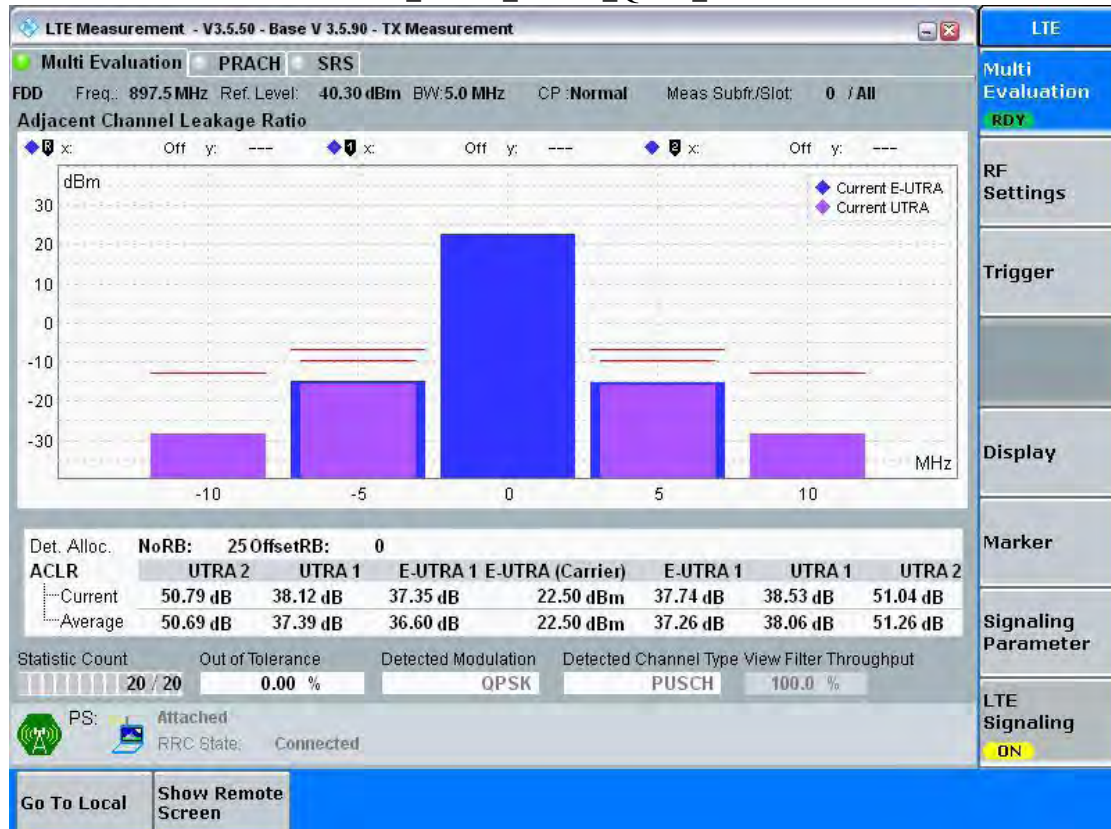 LTE Measurement - V3.5.50 - Base V 3.5.90 - TX Measurement
LTE
Multi Evaluation PRACH SRS
Multi Evaluation
RDY
FDD Freq.: 897.5 MHz Ref. Level: 40.30 dBm BW: 5.0 MHz CP : Normal Meas Subfr./Slot: 0 / All
Adjacent Channel Leakage Ratio
R x: Off y: --- 1 x: Off y: --- 2 x: Off y: ---
dBm
Current E-UTRA
Current UTRA
30
20
10
0
-10
-20
-30
MHz
-10 -5 0 5 10
RF Settings
Trigger
Display
Marker
Signaling Parameter
LTE Signaling
ON
Det. Alloc. NoRB: 25 OffsetRB: 0
ACLR UTRA 2 UTRA 1 E-UTRA 1 E-UTRA (Carrier) E-UTRA 1 UTRA 1 UTRA 2
Current 50.79 dB 38.12 dB 37.35 dB 22.50 dBm 37.74 dB 38.53 dB 51.04 dB
Average 50.69 dB 37.39 dB 36.60 dB 22.50 dBm 37.26 dB 38.06 dB 51.26 dB
Statistic Count Out of Tolerance Detected Modulation Detected Channel Type View Filter Throughput
20 / 20 0.00 % QPSK PUSCH 100.0 %
PS: Attached
RRC State: Connected
Go To Local
Show Remote Screen